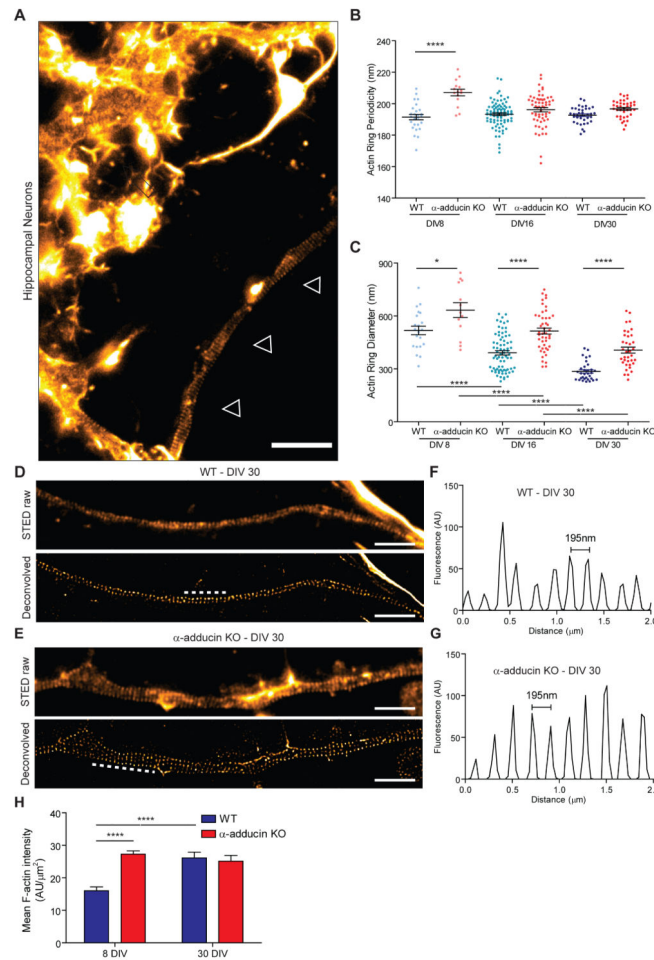 A
Hippocampal Neurons
B
Actin Ring Periodicity (nm)
240
220
200
180
160
140
****
WT α-adducin KO WT α-adducin KO WT α-adducin KO
DIV8 DIV16 DIV30
C
Actin Ring Diameter (nm)
900
600
300
0
* **** ****
****
****
****
****
WT α-adducin KO WT α-adducin KO WT α-adducin KO
DIV 8 DIV 16 DIV 30
D
WT - DIV 30
STED raw
Deconvolved
E
α-adducin KO - DIV 30
STED raw
Deconvolved
F
WT - DIV 30
Fluorescence (AU)
150
100
50
0
195nm
0.0 0.5 1.0 1.5 2.0
Distance (μm)
G
α-adducin KO - DIV 30
Fluorescence (AU)
150
100
50
0
195nm
0.0 0.5 1.0 1.5 2.0
Distance (μm)
H
Mean F-actin intensity
(AU/μm²)
40
30
20
10
0
****
****
WT
α-adducin KO
8 DIV 30 DIV